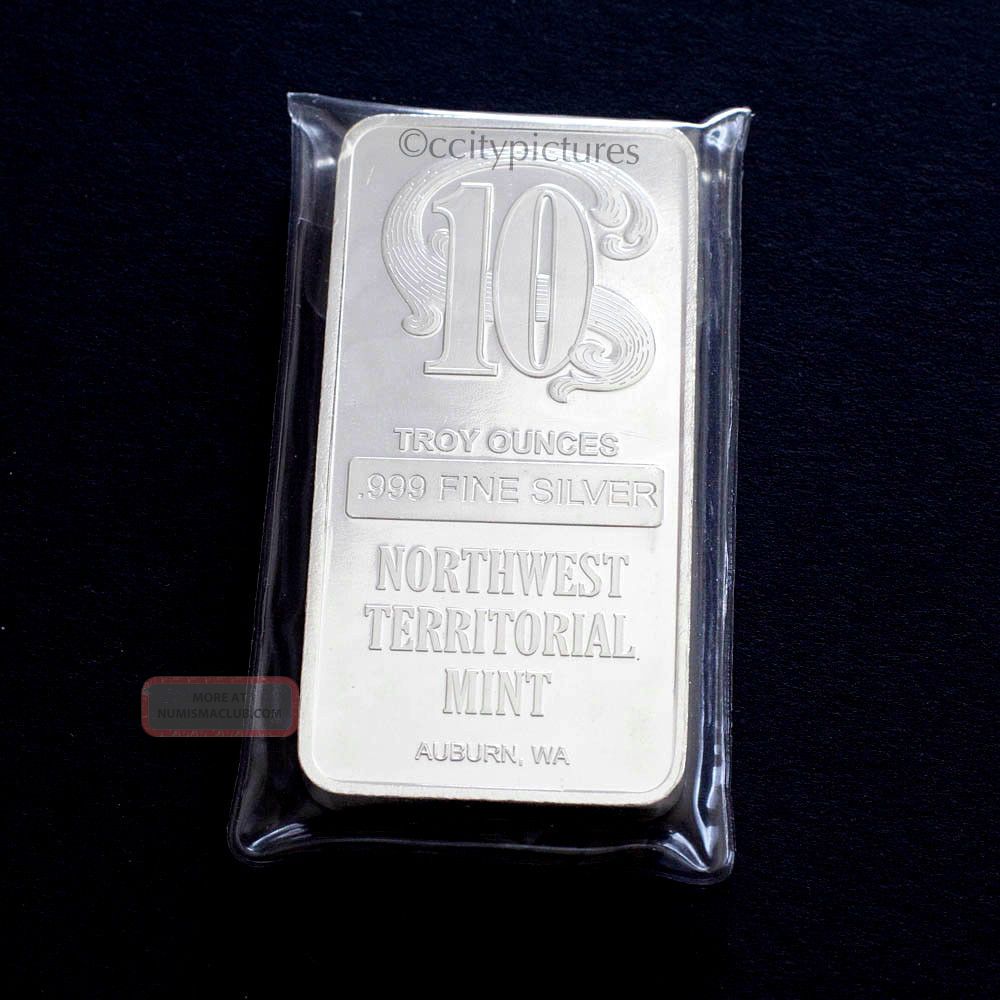 ©ccitypictures
10
TROY OUNCES
.999 FINE SILVER
NORTHWEST
TERRITORIAL
MINT
AUBURN, WA
MORE AT
NUMISMACLUB.COM